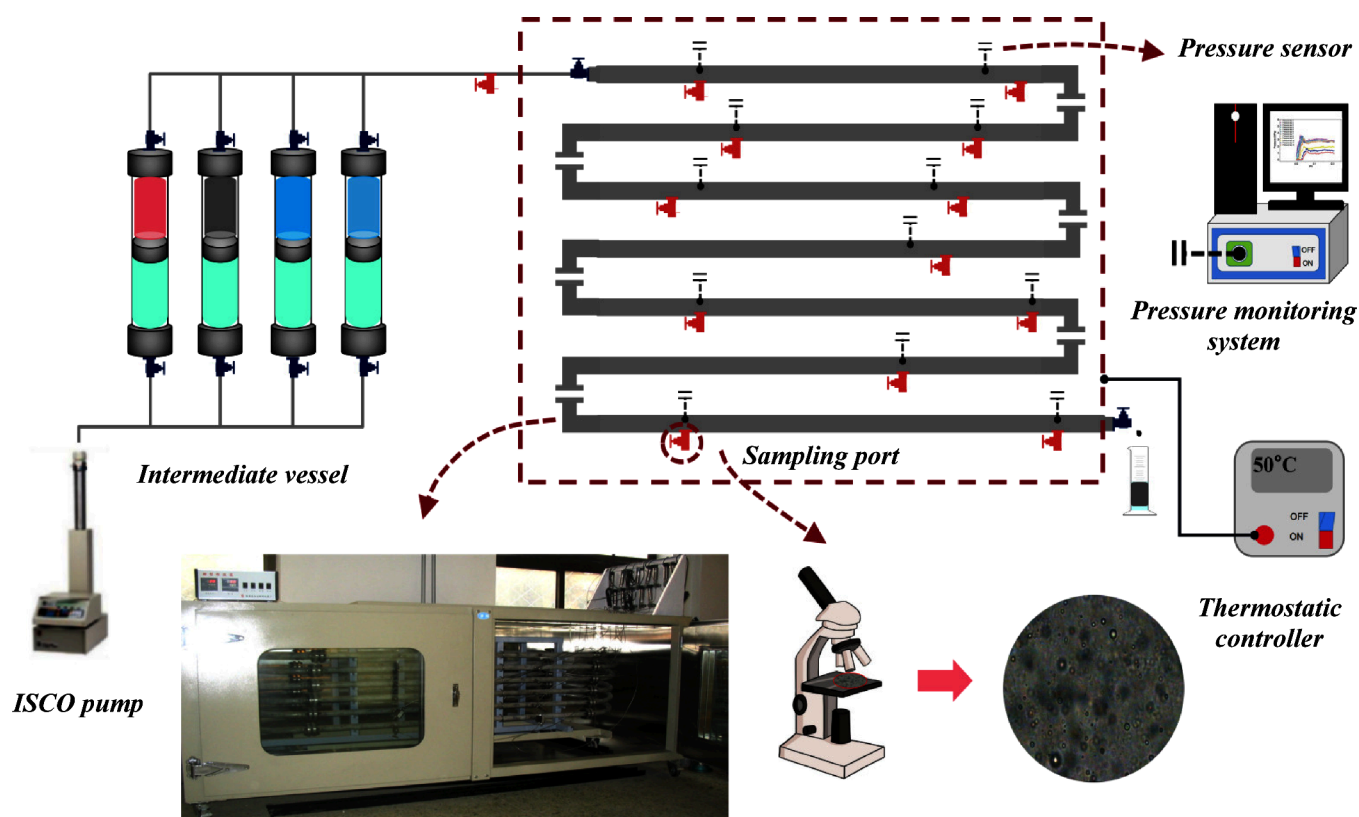 Pressure sensor
OFF
ON
Pressure monitoring
system
Sampling port
Intermediate vessel
50°C
OFF
ON
Thermostatic
controller
ISCO pump